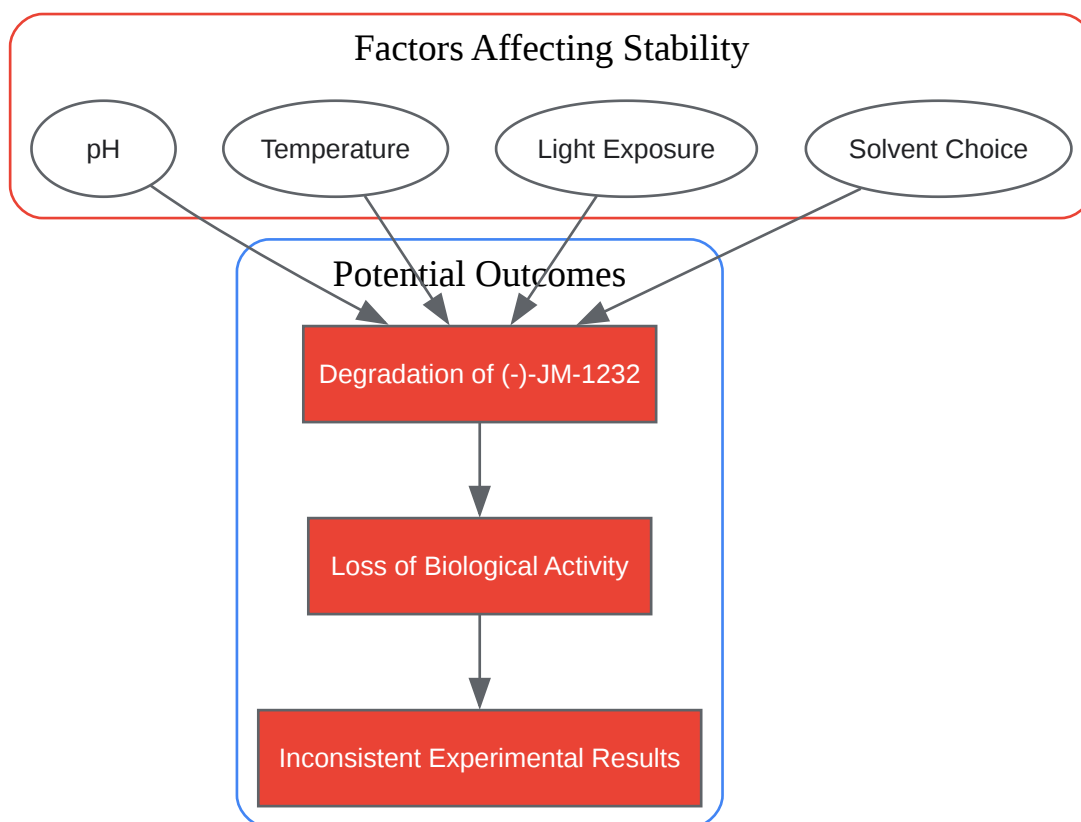 Factors Affecting Stability
pH
Temperature
Light Exposure
Solvent Choice
Potential Outcomes
Degradation of (-)-JM-1232
Loss of Biological Activity
Inconsistent Experimental Results